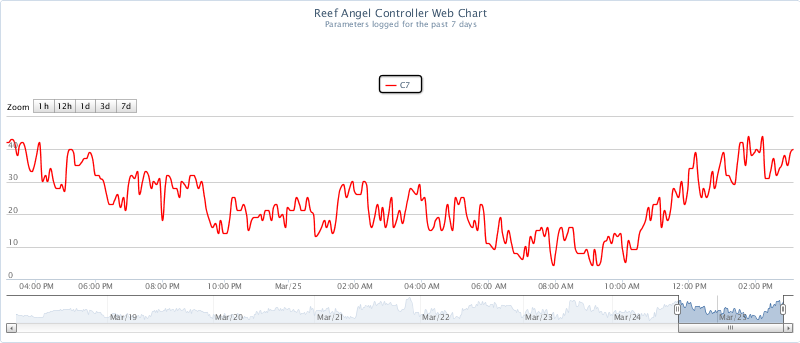 Reef Angel Controller Web Chart
Parameters logged for the past 7 days
C7
Zoom 1h 12h 1d 3d 7d
40
30
20
10
0
04:00 PM 06:00 PM 08:00 PM 10:00 PM Mar/25 02:00 AM 04:00 AM 06:00 AM 08:00 AM 10:00 AM 12:00 PM 02:00 PM
Mar/19 Mar/20 Mar/21 Mar/22 Mar/23 Mar/24 Mar/25